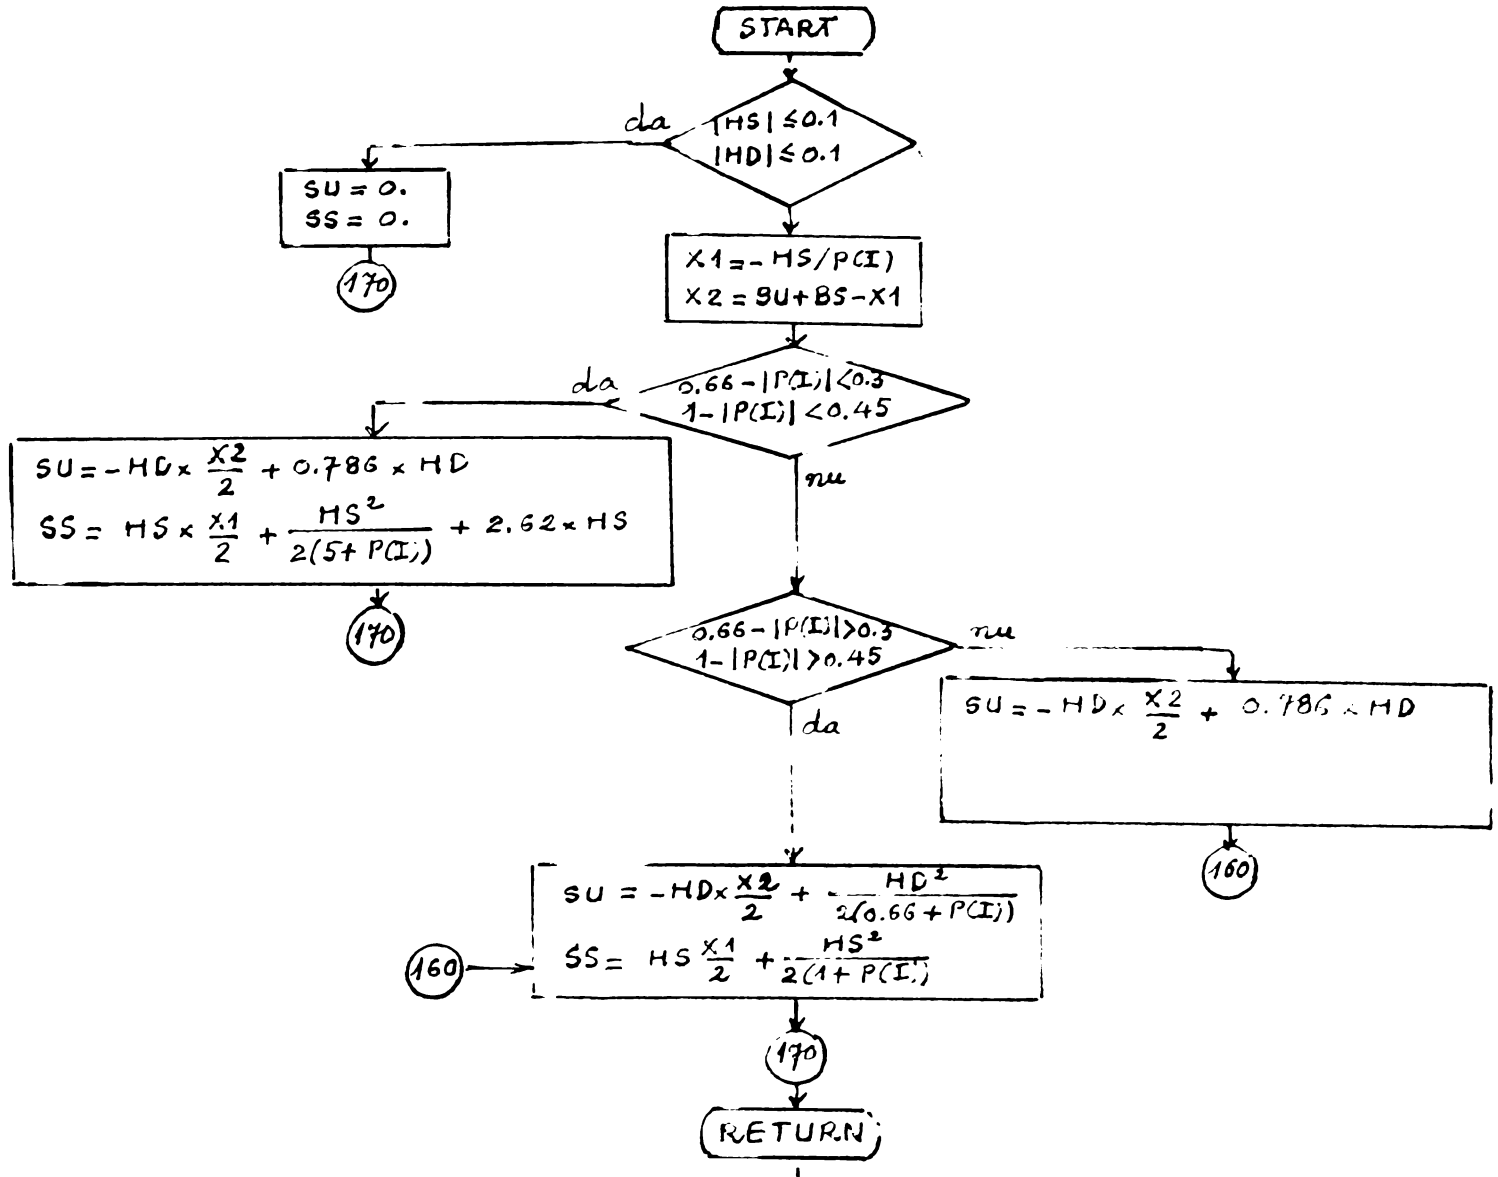 START
da
|HS| ≤ 0.1
|HD| ≤ 0.1
SU = 0.
SS = 0.
170
X1 = - HS/P(I)
X2 = BU + BS - X1
da
0.66 - |P(I)| < 0.3
1 - |P(I)| < 0.45
nu
SU = - HD × X2/2 + 0.786 × HD
SS = HS × X1/2 + HS²/2(5 + P(I)) + 2.62 × HS
170
0.66 - |P(I)| > 0.3
1 - |P(I)| > 0.45
nu
da
SU = - HD × X2/2 + 0.786 × HD
160
SU = - HD × X2/2 + HD²/2(0.66 + P(I))
160
SS = HS X1/2 + HS²/2(1 + P(I))
170
RETURN